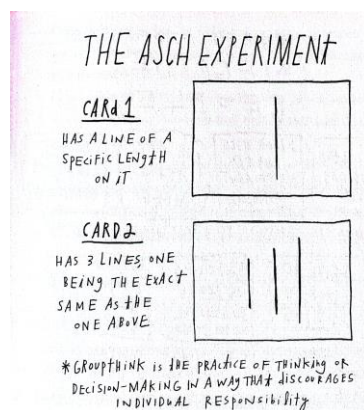 THE ASCH EXPERIMENT
CARd 1
HAS A LINE OF A
SPECIFIC LENGtH
ON iT
CARD 2
HAS 3 LINES, ONE
BEING THE EXACt
SAME AS tHE
ONE ABOVE
*GROUPtHiNK is tHE PRACtiCE OF tHiNKiNg OR
DECiSiON-MAKiNG iN A WAY tHAt diSCOURAGES
iNDiViDUAL RESPONSiBiLitY